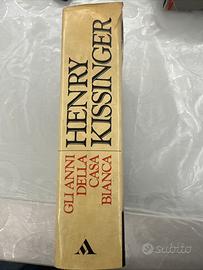 HENRY
KISSINGER
GLI ANNI
DELLA
CASA
BIANCA
subito